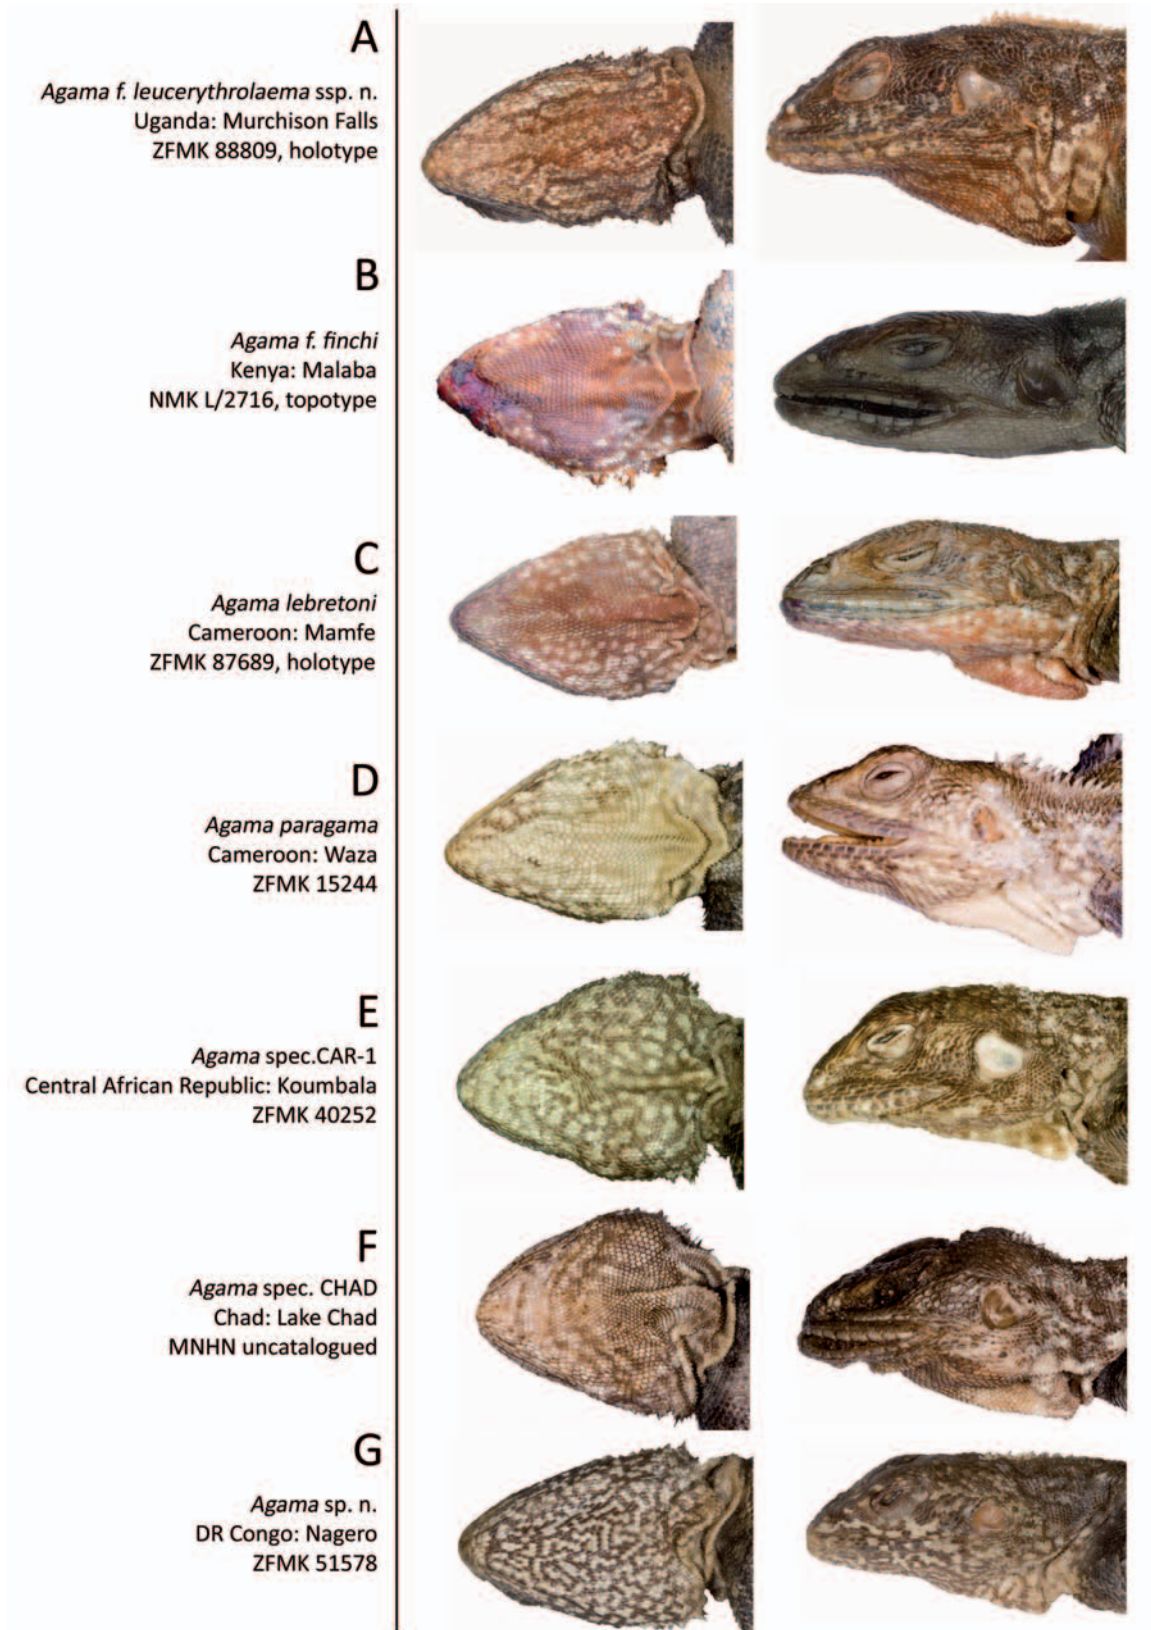 A
Agama f. leucerythrolaema ssp. n.
Uganda: Murchison Falls
ZFMK 88809, holotype
B
Agama f. finchi
Kenya: Malaba
NMK L/2716, topotype
C
Agama lebretoni
Cameroon: Mamfe
ZFMK 87689, holotype
D
Agama paragama
Cameroon: Waza
ZFMK 15244
E
Agama spec.CAR-1
Central African Republic: Koumbala
ZFMK 40252
F
Agama spec. CHAD
Chad: Lake Chad
MNHN uncatalogued
G
Agama sp. n.
DR Congo: Nagero
ZFMK 51578